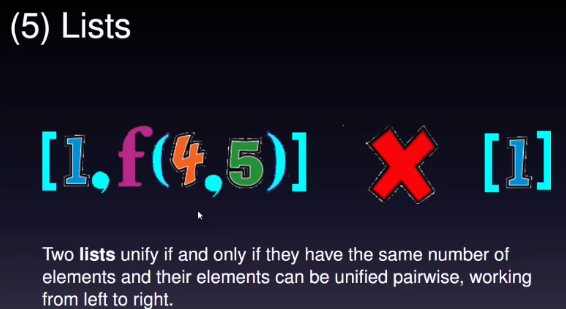 (5) Lists
[1,f(4,5)] [1]
Two lists unify if and only if they have the same number of
elements and their elements can be unified pairwise, working
from left to right.